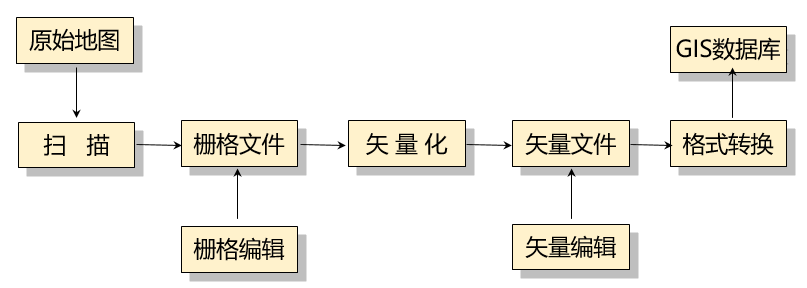 原始地图
GIS数据库
扫 描
栅格文件
矢 量 化
矢量文件
格式转换
栅格编辑
矢量编辑